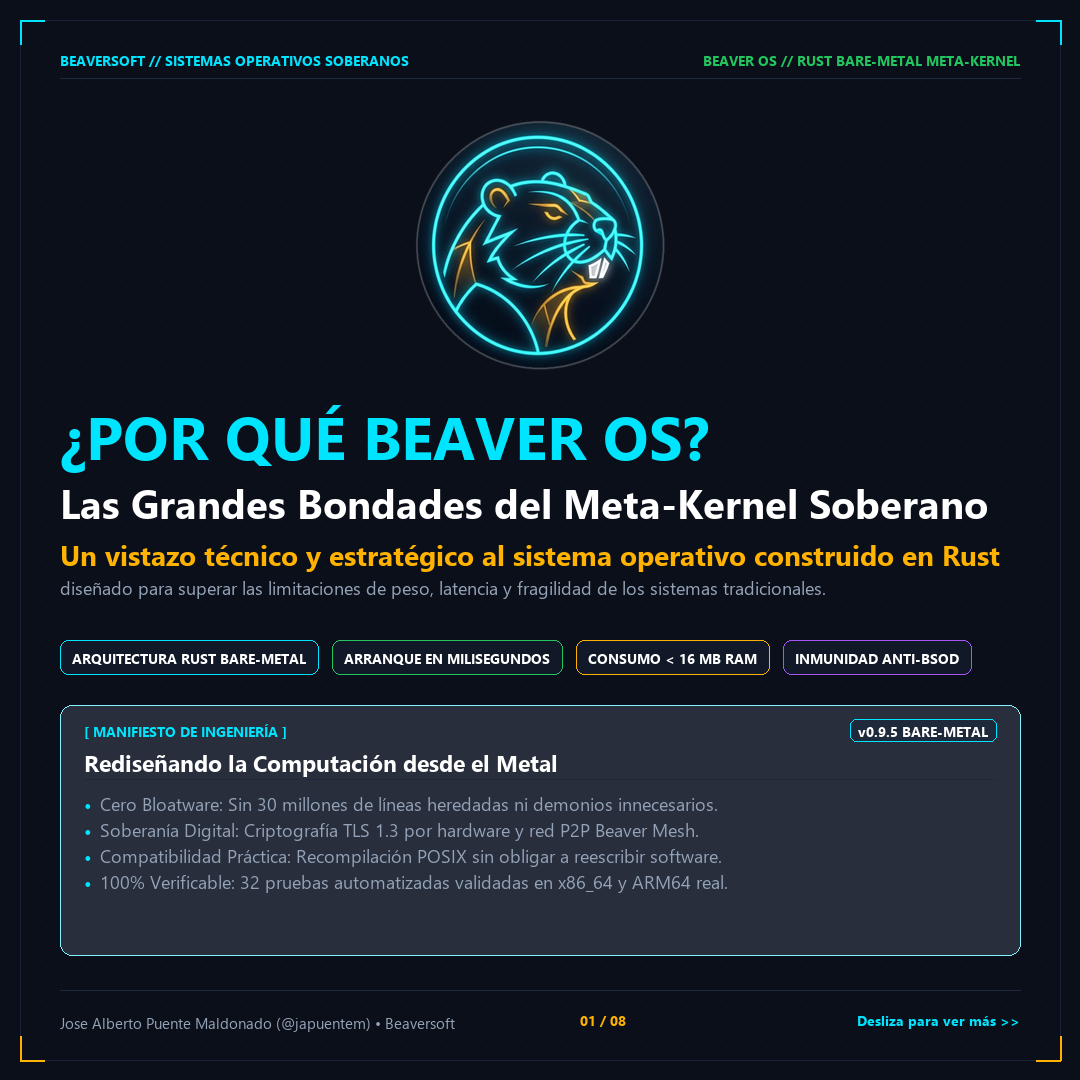 BEAVERSOFT // SISTEMAS OPERATIVOS SOBERANOS
BEAVER OS // RUST BARE-METAL META-KERNEL
¿POR QUÉ BEAVER OS?
Las Grandes Bondades del Meta-Kernel Soberano
Un vistazo técnico y estratégico al sistema operativo construido en Rust
diseñado para superar las limitaciones de peso, latencia y fragilidad de los sistemas tradicionales.
ARQUITECTURA RUST BARE-METAL
ARRANQUE EN MILISEGUNDOS
CONSUMO < 16 MB RAM
INMUNIDAD ANTI-BSOD
[ MANIFIESTO DE INGENIERÍA ]
v0.9.5 BARE-METAL
Rediseñando la Computación desde el Metal
• Cero Bloatware: Sin 30 millones de líneas heredadas ni demonios innecesarios.
• Soberanía Digital: Criptografía TLS 1.3 por hardware y red P2P Beaver Mesh.
• Compatibilidad Práctica: Recompilación POSIX sin obligar a reescribir software.
• 100% Verificable: 32 pruebas automatizadas validadas en x86_64 y ARM64 real.
Jose Alberto Puente Maldonado (@japuentem) • Beaversoft
01 / 08
Desliza para ver más >>